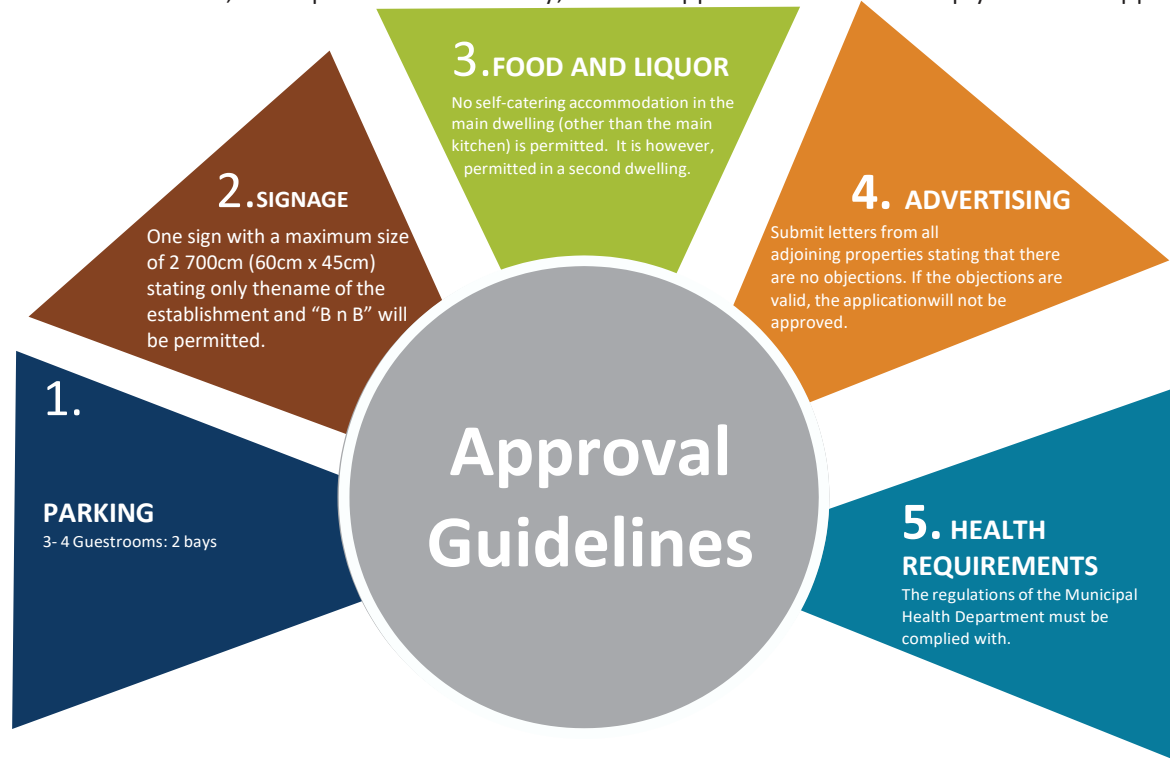 1.
PARKING
3- 4 Guestrooms: 2 bays
2.SIGNAGE
One sign with a maximum size
of 2 700cm (60cm x 45cm)
stating only thename of the
establishment and “B n B” will
be permitted.
3.FOOD AND LIQUOR
No self-catering accommodation in the
main dwelling (other than the main
kitchen) is permitted. It is however,
permitted in a second dwelling.
4. ADVERTISING
Submit letters from all
adjoining properties stating that there
are no objections. If the objections are
valid, the applicationwill not be
approved.
5. HEALTH
REQUIREMENTS
The regulations of the Municipal
Health Department must be
complied with.
Approval
Guidelines